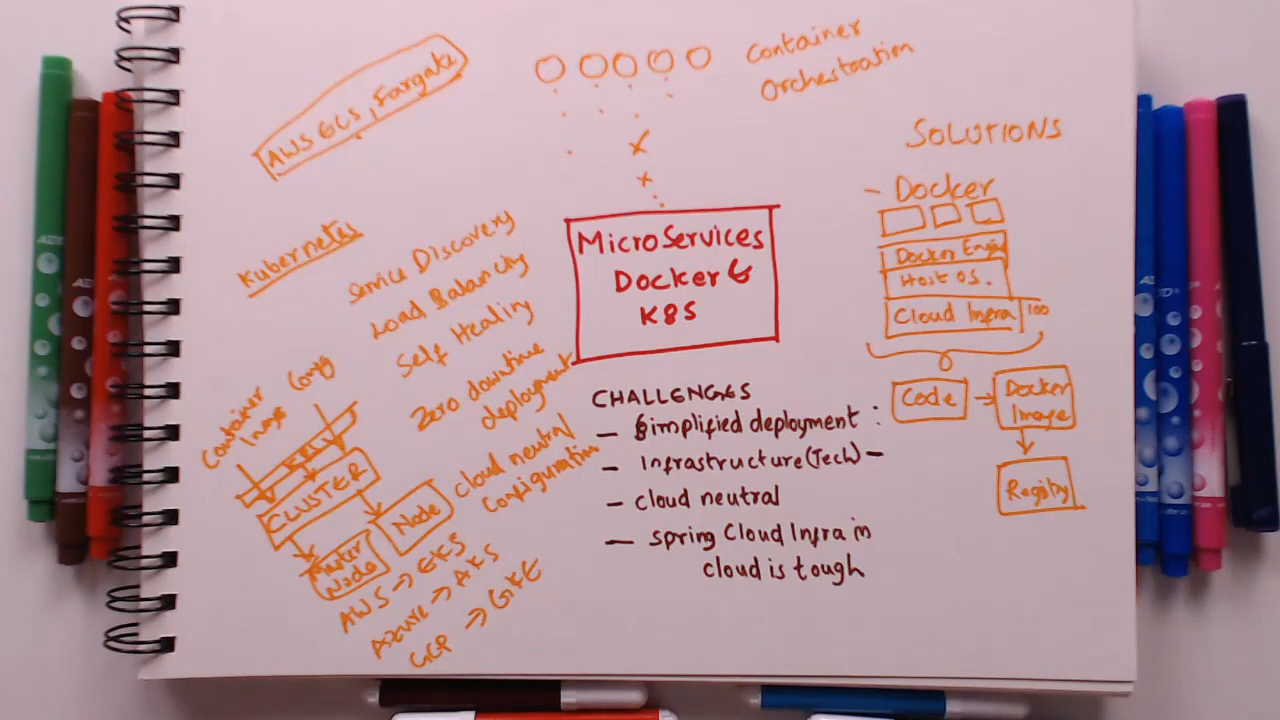 AWS ECS, Fargate
Container
Orchestration
SOLUTIONS
- Docker
Docker Engine
Host OS.
Cloud Infra
100
Code
Docker
Image
Registry
MicroServices
Docker &
K8S
CHALLENGES
- Simplified deployment :
- Infrastructure (Tech) -
- cloud neutral
- spring Cloud Infra in
cloud is tough
Kubernetes
Service Discovery
Load Balancing
Self Healing
Zero downtime
deployment
cloud neutral
Configuration
Container
Image
Config
CLUSTER
Node
Master
Node
AWS → EKS
Azure → AKS
GCP → GKE